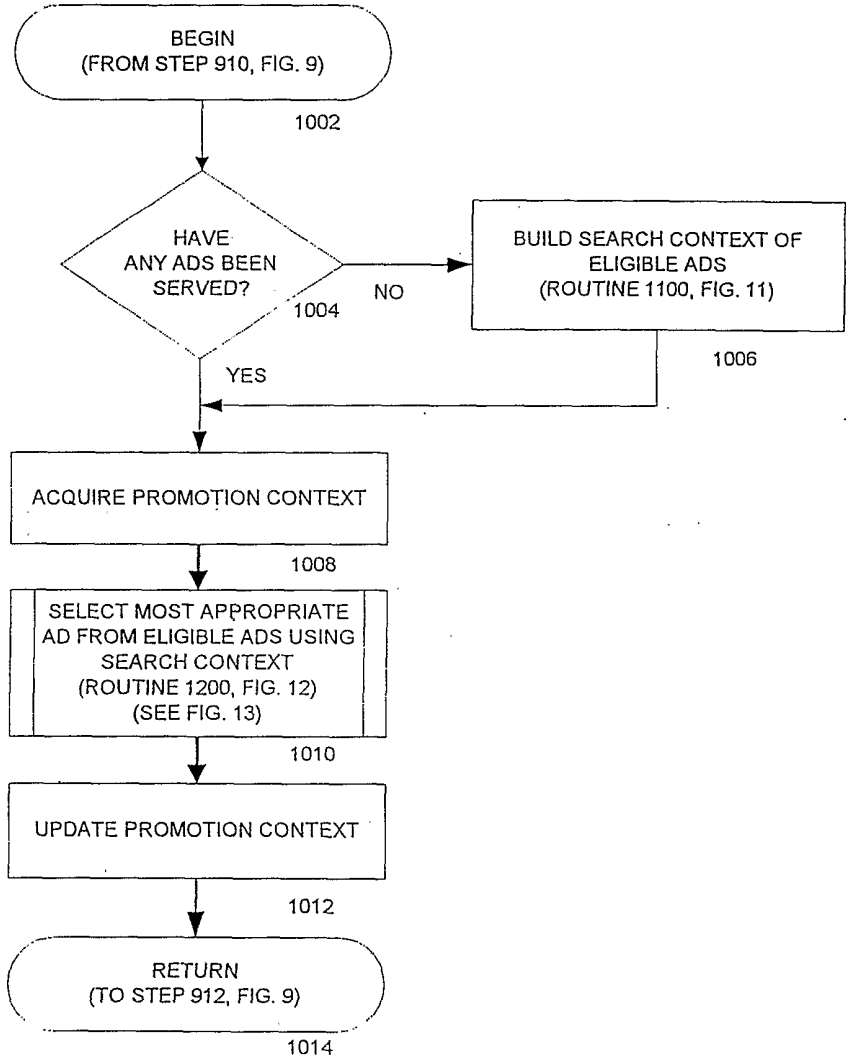 BEGIN
(FROM STEP 910, FIG. 9)
1002
HAVE
ANY ADS BEEN
SERVED?
1004
NO
BUILD SEARCH CONTEXT OF
ELIGIBLE ADS
(ROUTINE 1100, FIG. 11)
1006
YES
ACQUIRE PROMOTION CONTEXT
1008
SELECT MOST APPROPRIATE
AD FROM ELIGIBLE ADS USING
SEARCH CONTEXT
(ROUTINE 1200, FIG. 12)
(SEE FIG. 13)
1010
UPDATE PROMOTION CONTEXT
1012
RETURN
(TO STEP 912, FIG. 9)
1014